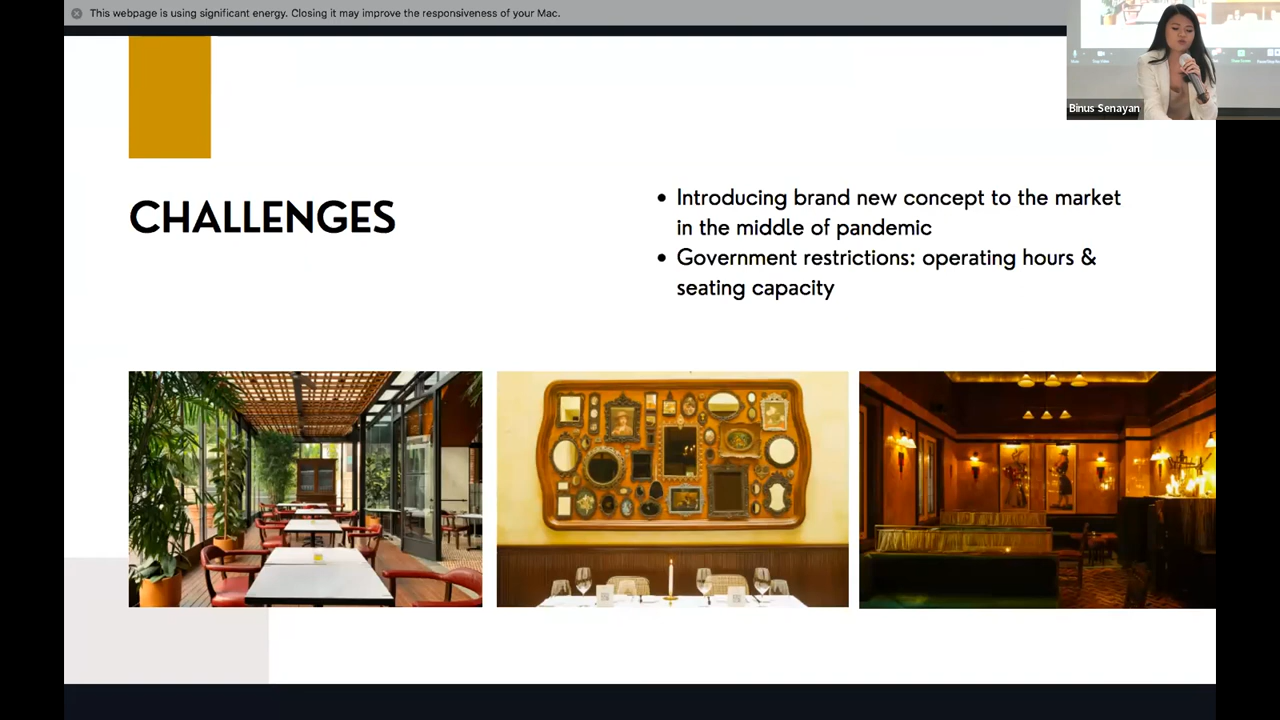 This webpage is using significant energy. Closing it may improve the responsiveness of your Mac.
Binus Senayan
CHALLENGES
• Introducing brand new concept to the market
in the middle of pandemic
• Government restrictions: operating hours &
seating capacity